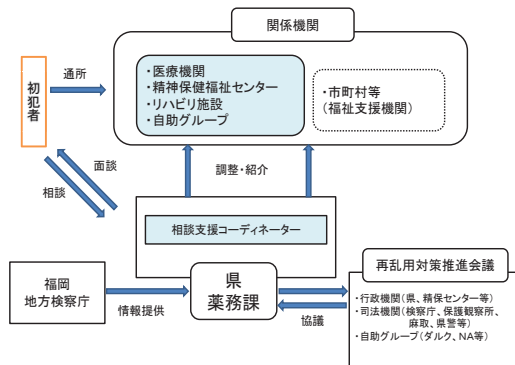 関係機関
・医療機関
・精神保健福祉センター
・リハビリ施設
・自助グループ
・市町村等
(福祉支援機関)
初犯者
通所
面談
相談
調整・紹介
相談支援コーディネーター
福岡
地方検察庁
情報提供
県
薬務課
協議
再乱用対策推進会議
・行政機関(県、精保センター等)
・司法機関(検察庁、保護観察所、
麻取、県警等)
・自助グループ(ダルク、NA等)